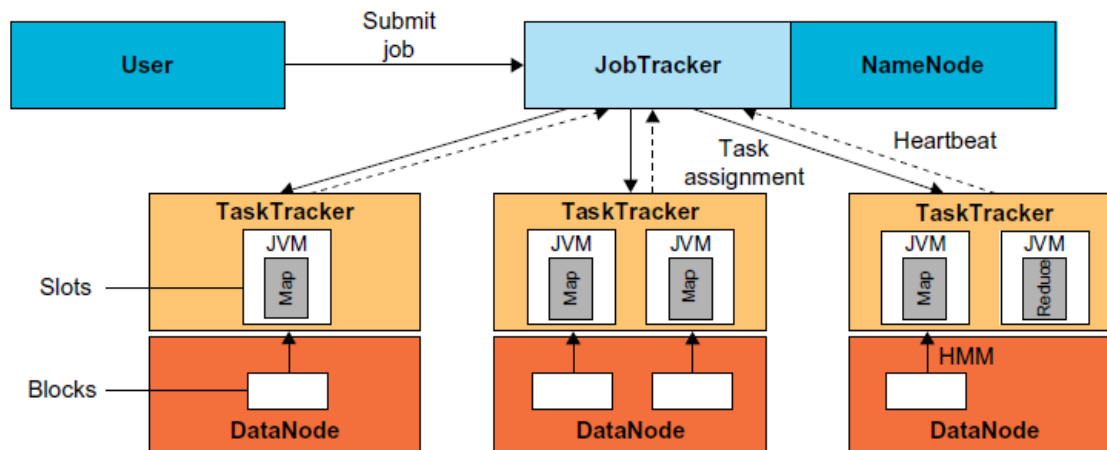 Submit
job
User
JobTracker
NameNode
Task
assignment
Heartbeat
TaskTracker
JVM
Map
TaskTracker
JVM
JVM
Map
Map
TaskTracker
JVM
JVM
Map
Reduce
Slots
HMM
Blocks
DataNode
DataNode
DataNode